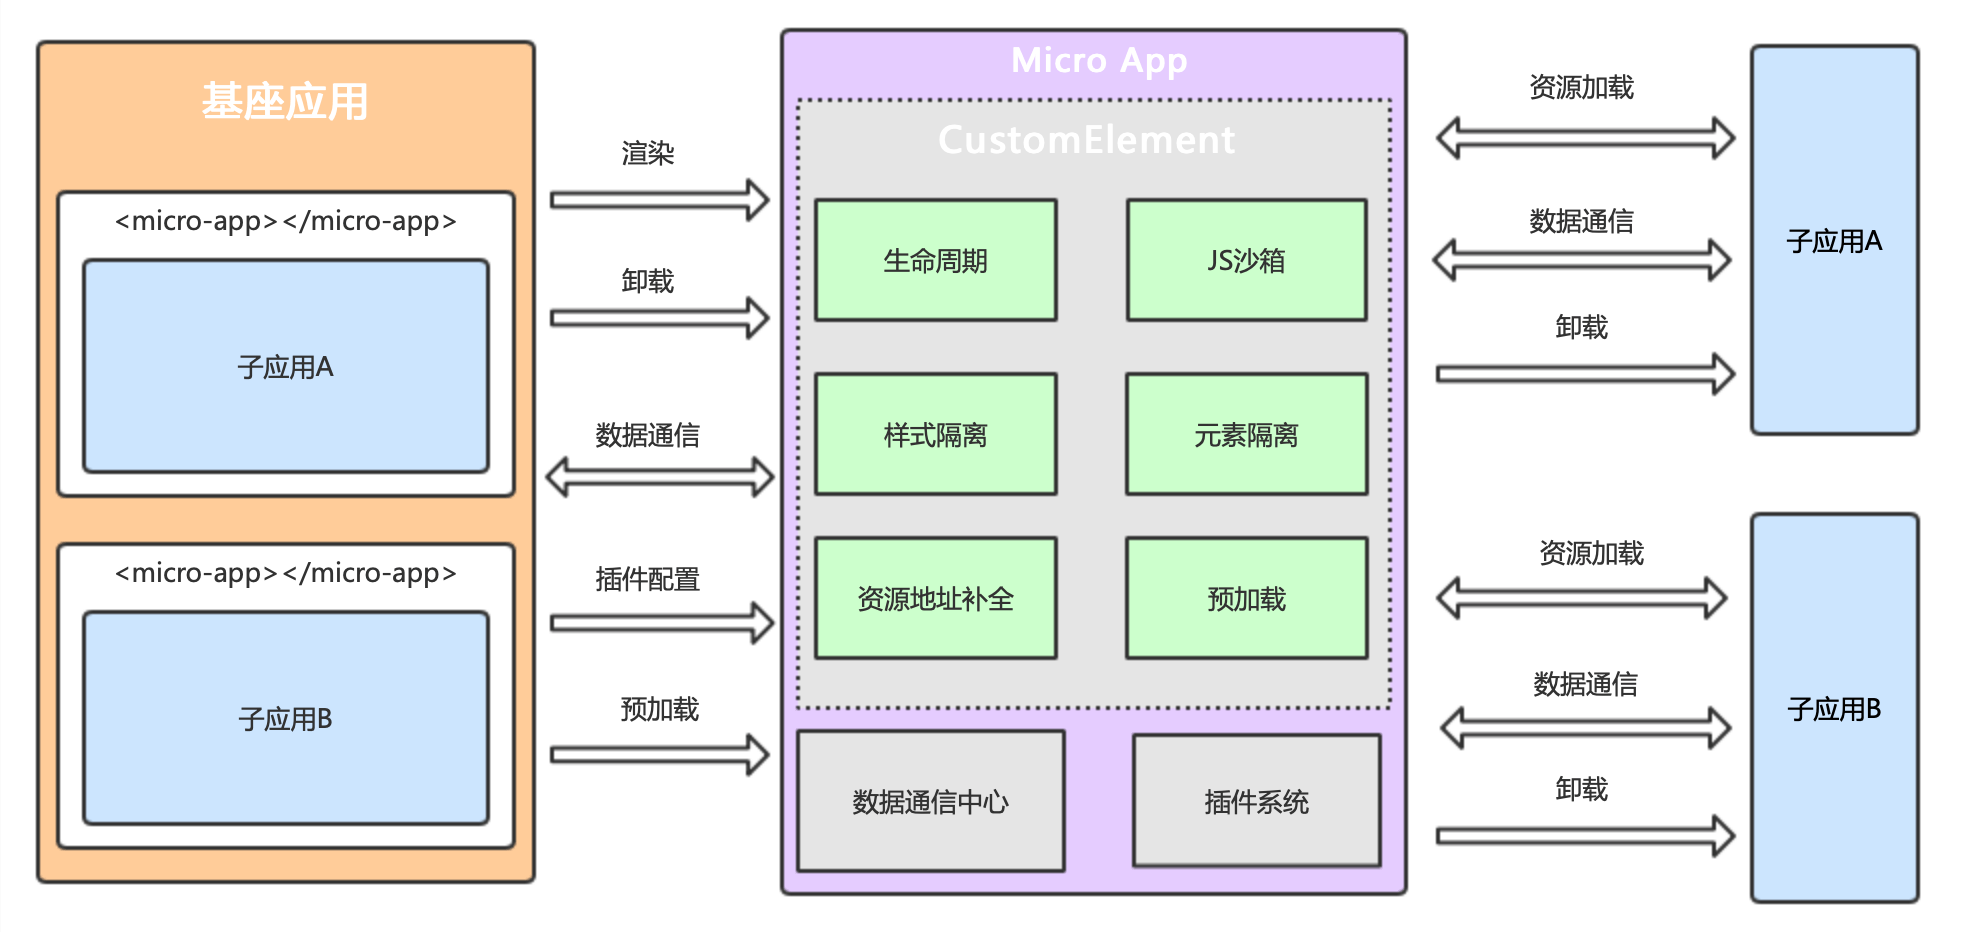 基座应用
<micro-app></micro-app>
子应用A
<micro-app></micro-app>
子应用B
渲染
卸载
数据通信
插件配置
预加载
Micro App
CustomElement
生命周期
JS沙箱
样式隔离
元素隔离
资源地址补全
预加载
数据通信中心
插件系统
资源加载
数据通信
卸载
子应用A
资源加载
数据通信
卸载
子应用B